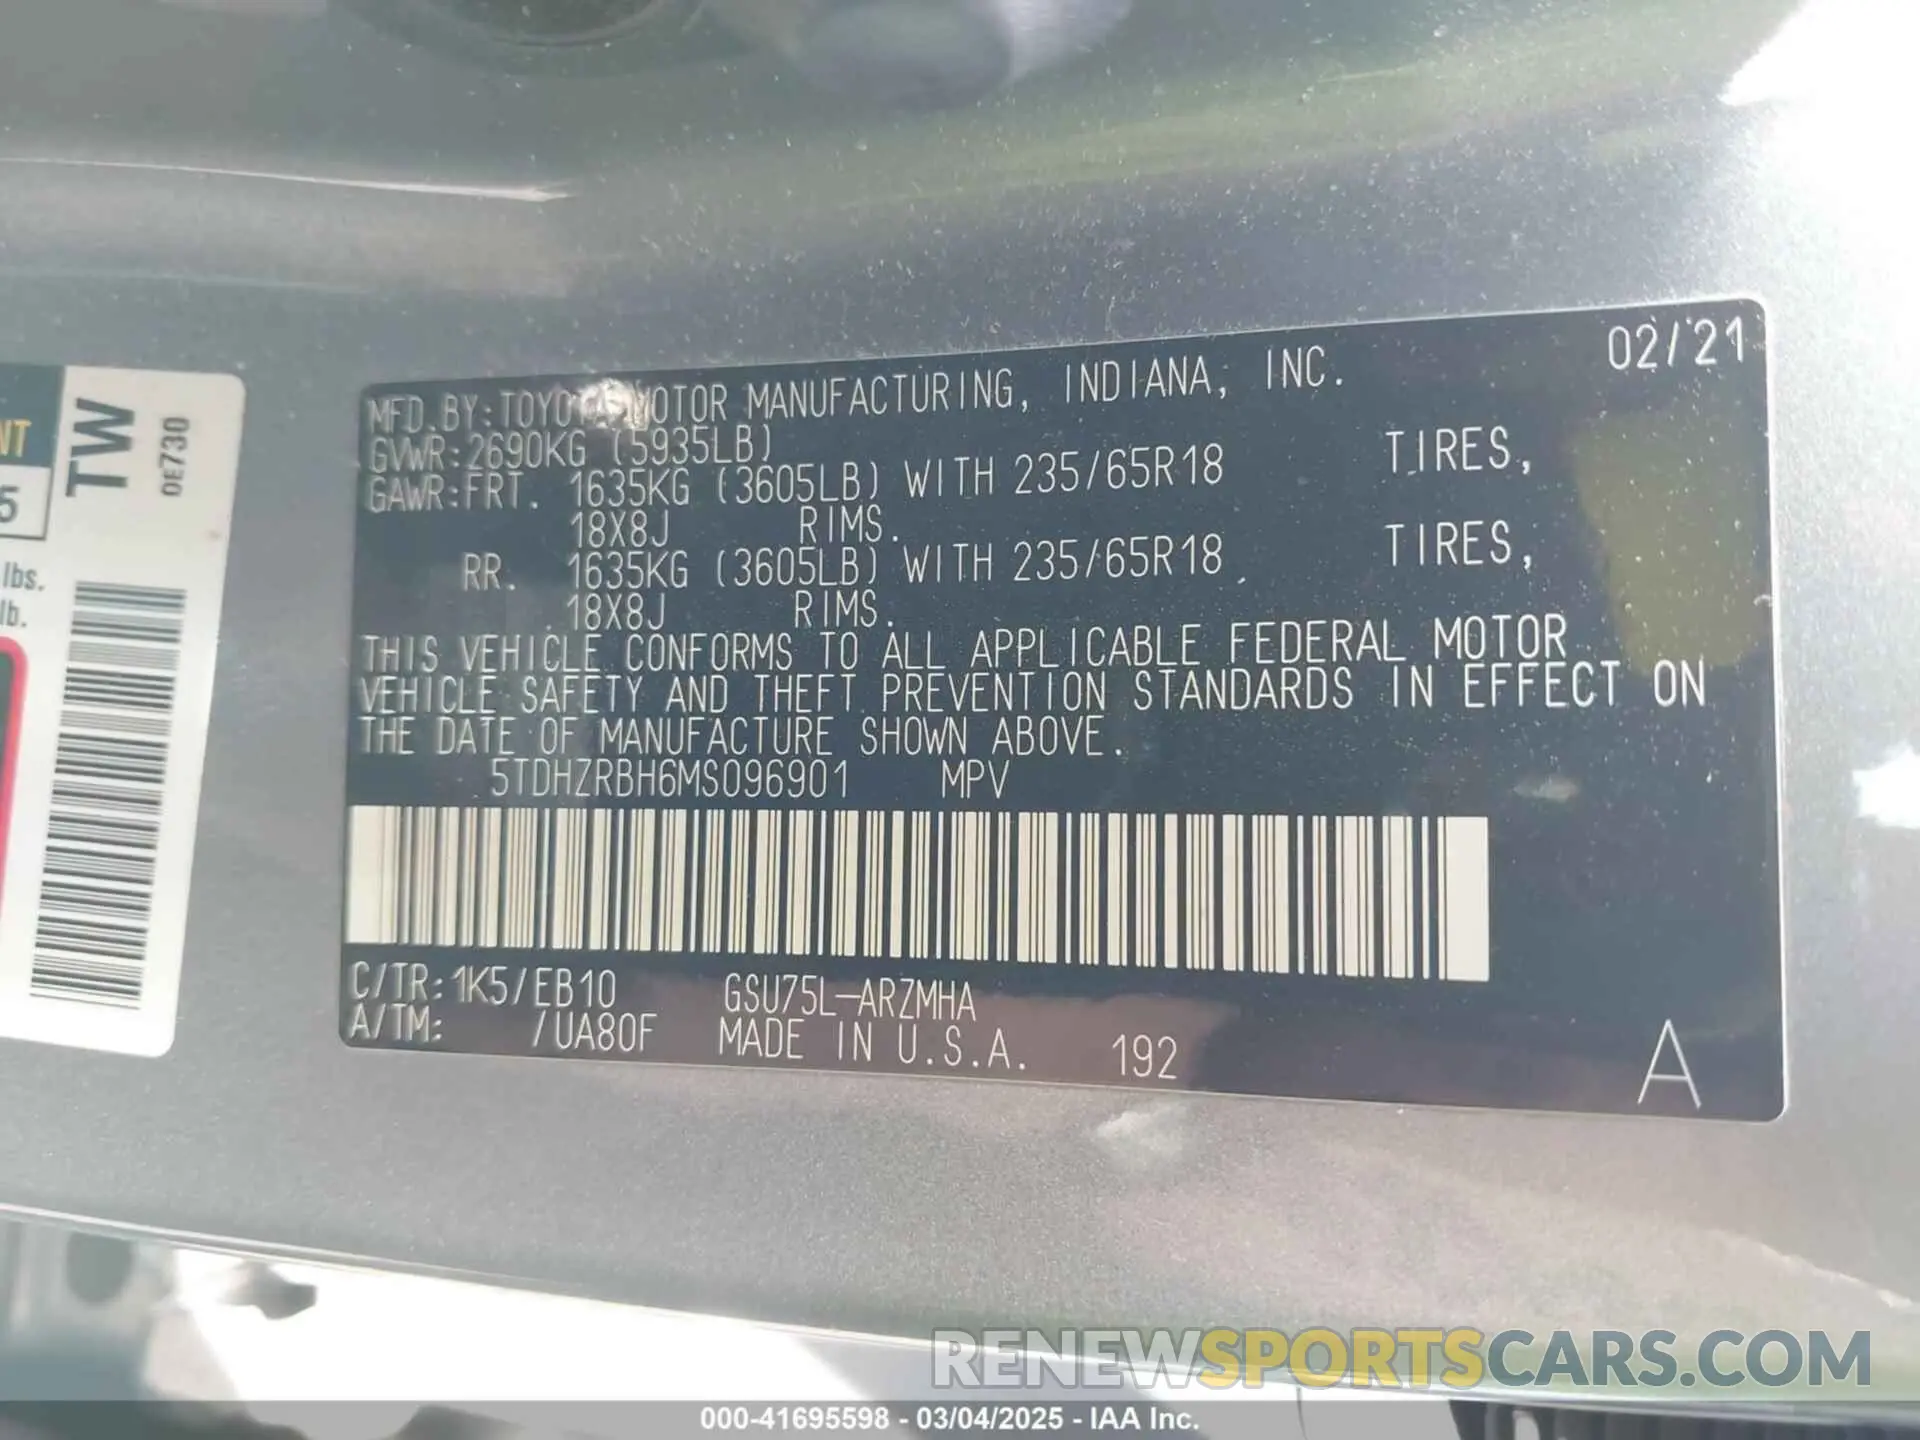 02/21
MFD.BY:TOYOTA MOTOR MANUFACTURING, INDIANA, INC.
GVWR:2690KG (5935LB)
GAWR:FRT. 1635KG (3605LB) WITH 235/65R18 TIRES,
18X8J RIMS.
RR. 1635KG (3605LB) WITH 235/65R18 TIRES,
18X8J RIMS.
THIS VEHICLE CONFORMS TO ALL APPLICABLE FEDERAL MOTOR
VEHICLE SAFETY AND THEFT PREVENTION STANDARDS IN EFFECT ON
THE DATE OF MANUFACTURE SHOWN ABOVE.
5TDHZRBH6MS096901 MPV
C/TR:1K5/EB10 GSU75L-ARZMHA
A/TM: /UA80F MADE IN U.S.A. 192
A
NT
5
TW
0E730
lbs.
lb.
RENEWSPORTSCARS.COM
000-41695598 - 03/04/2025 - IAA Inc.